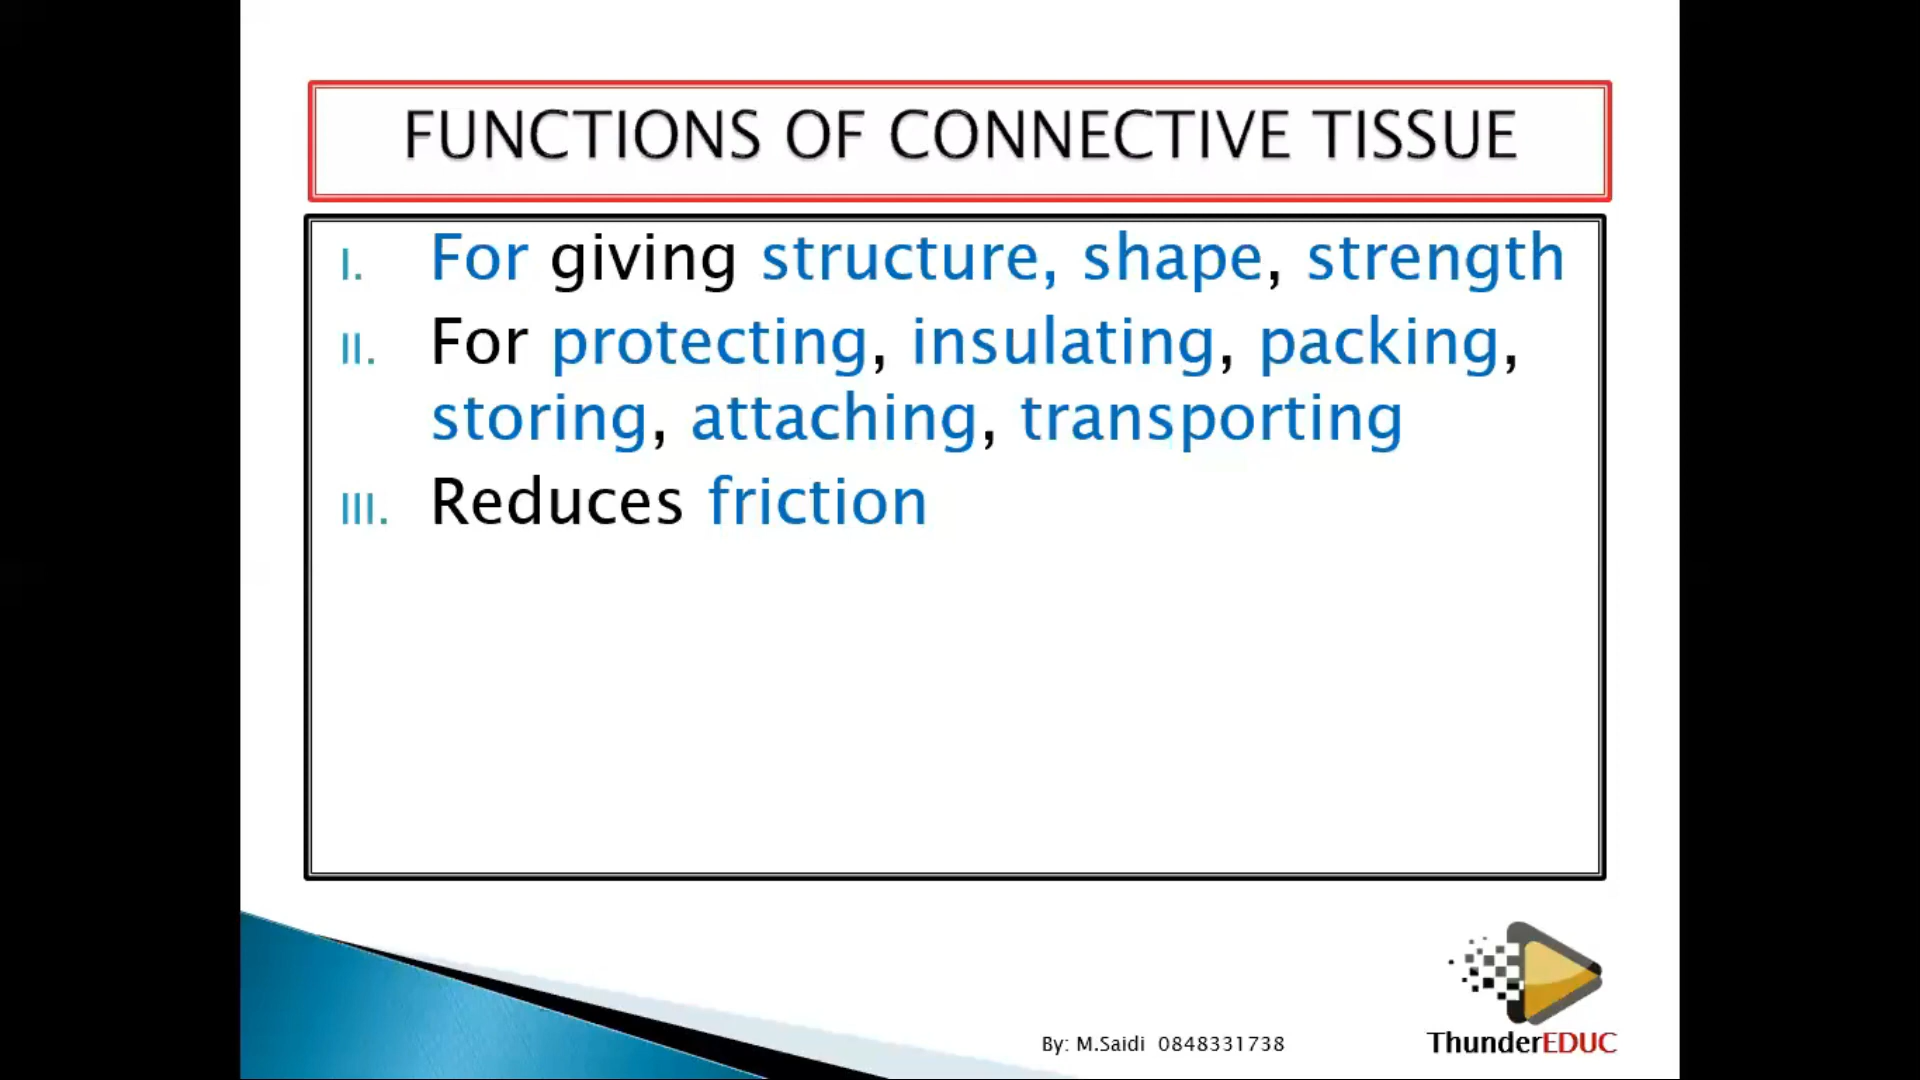 FUNCTIONS OF CONNECTIVE TISSUE
I. For giving structure, shape, strength
II. For protecting, insulating, packing,
storing, attaching, transporting
III. Reduces friction
By: M.Saidi 0848331738
ThunderEDUC